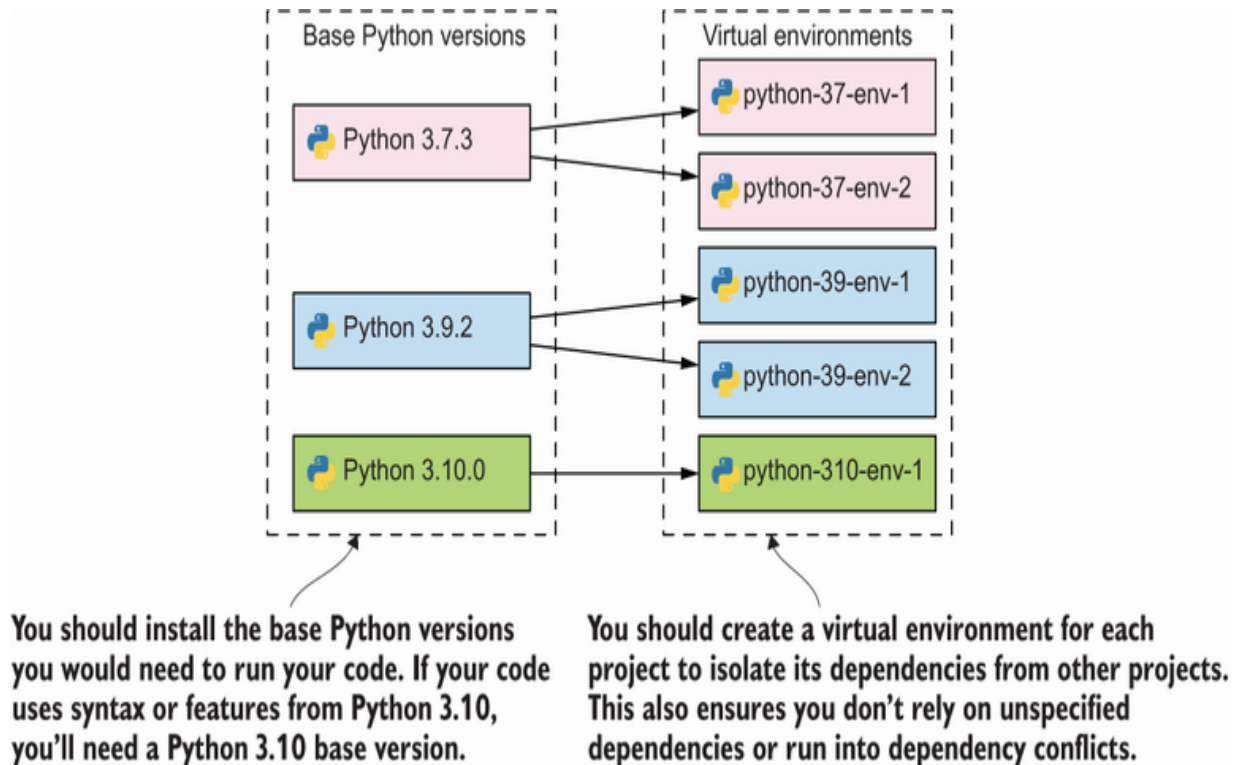 Base Python versions
Python 3.7.3
Python 3.9.2
Python 3.10.0
Virtual environments
python-37-env-1
python-37-env-2
python-39-env-1
python-39-env-2
python-310-env-1
You should install the base Python versions
you would need to run your code. If your code
uses syntax or features from Python 3.10,
you’ll need a Python 3.10 base version.
You should create a virtual environment for each
project to isolate its dependencies from other projects.
This also ensures you don’t rely on unspecified
dependencies or run into dependency conflicts.